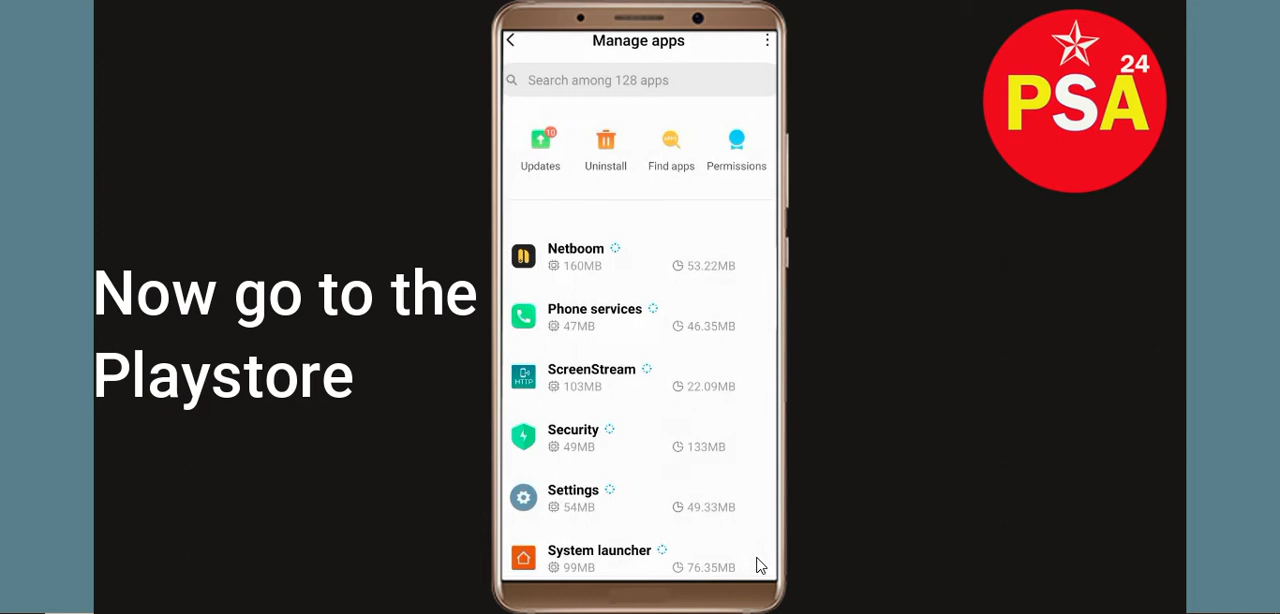 Manage apps
Search among 128 apps
10
Updates
Uninstall
Find apps
Permissions
Netboom
160MB
53.22MB
Phone services
47MB
46.35MB
HTTP
ScreenStream
103MB
22.09MB
Security
49MB
133MB
Settings
54MB
49.33MB
System launcher
99MB
76.35MB
Now go to the
Playstore
24
PSA